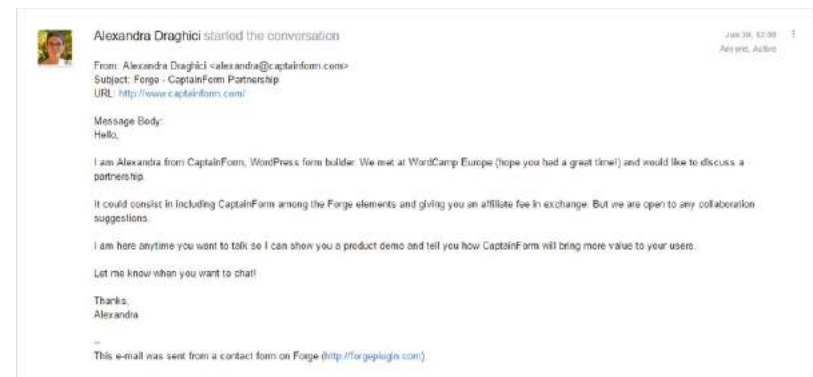 Alexandra Draghici started the conversation
Jun 30, 12:38
Anyone, Active
From: Alexandra Draghici <alexandra@captainform.com>
Subject: Forge - CaptainForm Partnership
URL: http://www.captainform.com/
Message Body:
Hello,
I am Alexandra from CaptainForm, WordPress form builder. We met at WordCamp Europe (hope you had a great time!) and would like to discuss a
partnership.
It could consist in including CaptainForm among the Forge elements and giving you an affiliate fee in exchange. But we are open to any collaboration
suggestions.
I am here anytime you want to talk so I can show you a product demo and tell you how CaptainForm will bring more value to your users.
Let me know when you want to chat!
Thanks,
Alexandra
--
This e-mail was sent from a contact form on Forge (http://forgeplugin.com)